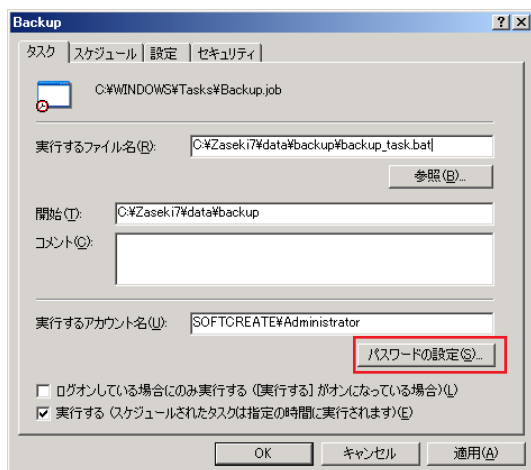 Backup
タスク スケジュール 設定 セキュリティ
C:¥WINDOWS¥Tasks¥Backup.job
実行するファイル名(R): C:¥Zaseki7¥data¥backup¥backup_task.bat
参照(B)...
開始(T): C:¥Zaseki7¥data¥backup
コメント(C):
実行するアカウント名(U): SOFTCREATE¥Administrator
パスワードの設定(S)...
ログオンしている場合にのみ実行する ([実行する] がオンになっている場合)(L)
実行する (スケジュールされたタスクは指定の時間に実行されます)(E)
OK キャンセル 適用(A)